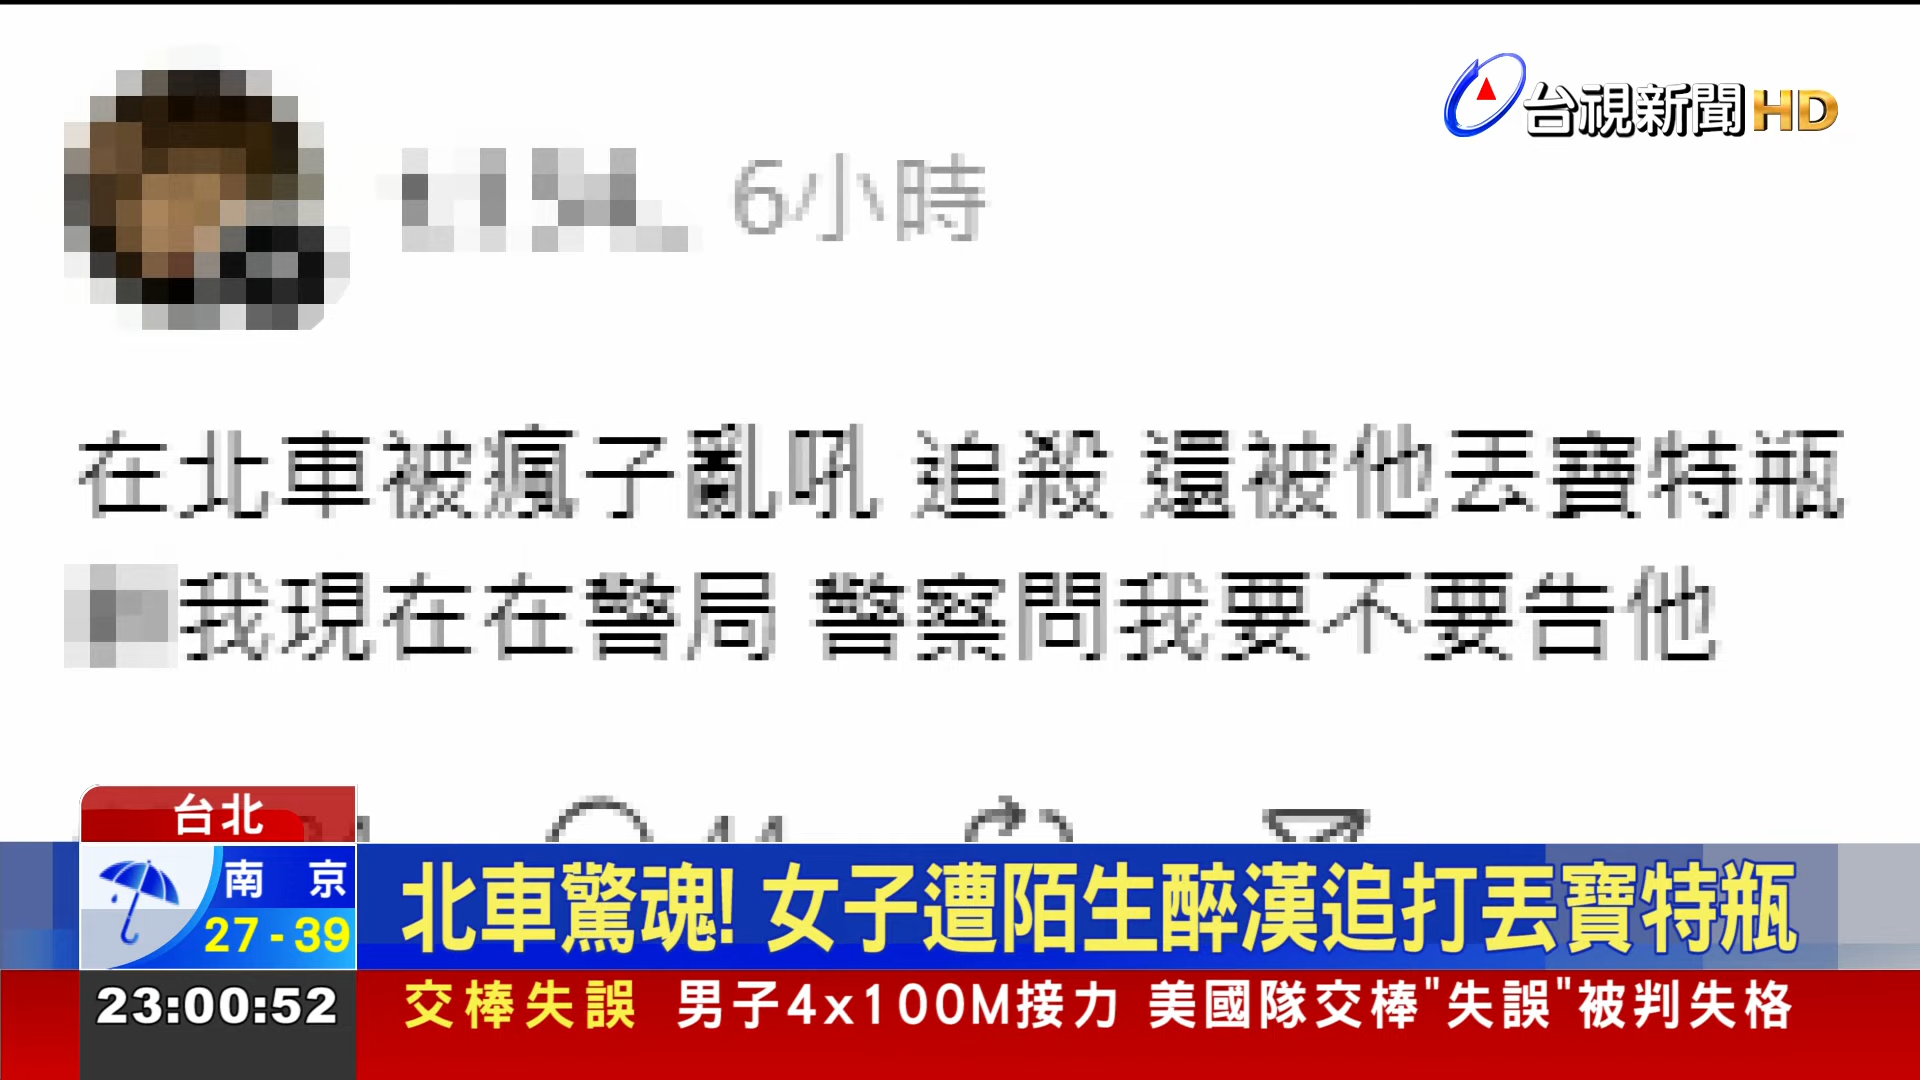 台視新聞HD
6小時
在北車被瘋子亂吼 追殺 還被他丟寶特瓶
我現在在警局 警察問我要不要告他
44
台北
南京
27-39
北車驚魂! 女子遭陌生醉漢追打丟寶特瓶
23:00:52
交棒失誤 男子4x100M接力 美國隊交棒"失誤"被判失格